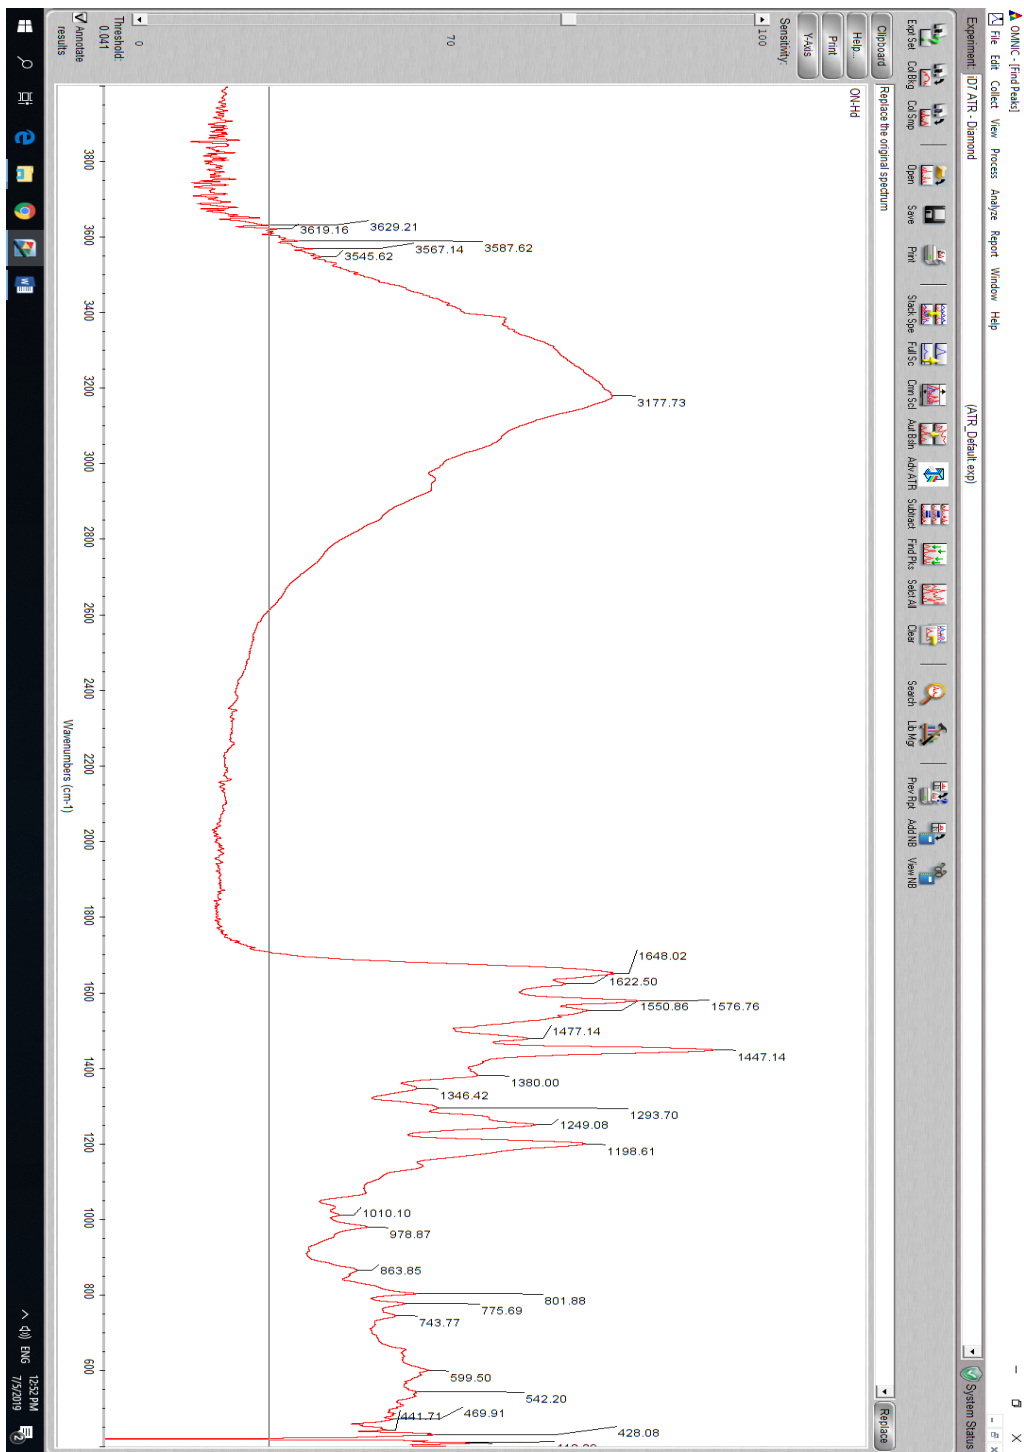 OMNIC - [Find Peaks]
File Edit Collect View Process Analyze Report Window Help
Experiment: iD7 ATR - Diamond (ATR_Default.exp) System Status
Expt Set Col Bkg Col Smp Open Save Print Stack Spe Full Sc Cmn Scl Aut Bsln Adv ATR Subtract Find Pks Selct All Clear Search Lib Mgr Prev Rpt Add NB View NB
Clipboard Replace the original spectrum Replace
Help...
Print
Y-Axis
Sensitivity:
100
70
0
Threshold:
0.041
Annotate
results
ON-Hd
3629.21
3619.16
3587.62
3567.14
3545.62
3177.73
1648.02
1622.50
1576.76
1550.86
1477.14
1447.14
1380.00
1346.42
1293.70
1249.08
1198.61
1010.10
978.87
863.85
801.88
775.69
743.77
599.50
542.20
469.91
441.71
428.08
3800 3600 3400 3200 3000 2800 2600 2400 2200 2000 1800 1600 1400 1200 1000 800 600
Wavenumbers (cm-1)
ENG
12:52 PM
7/5/2019
2